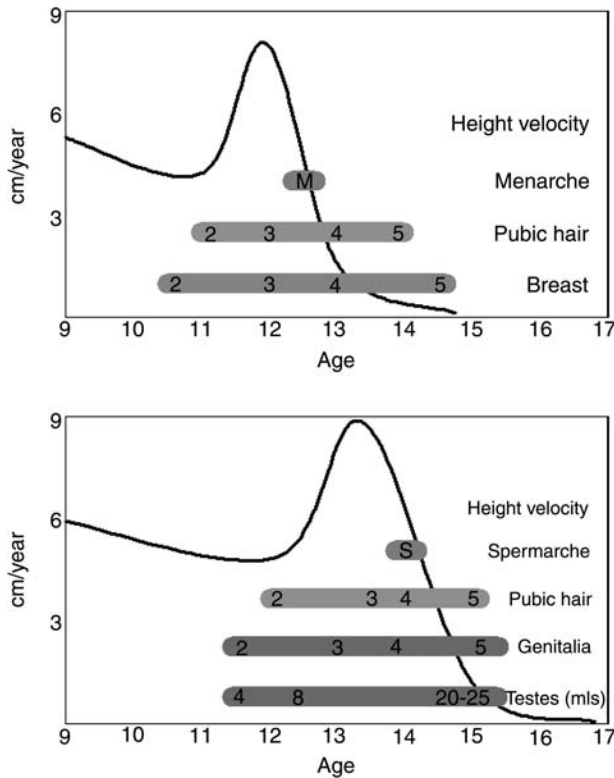 9
6
3
cm/year
Height velocity
M Menarche
2 3 4 5 Pubic hair
2 3 4 5 Breast
9 10 11 12 13 14 15 16 17
Age
9
6
3
cm/year
Height velocity
S Spermarche
2 3 4 5 Pubic hair
2 3 4 5 Genitalia
4 8 20-25 Testes (mls)
9 10 11 12 13 14 15 16 17
Age